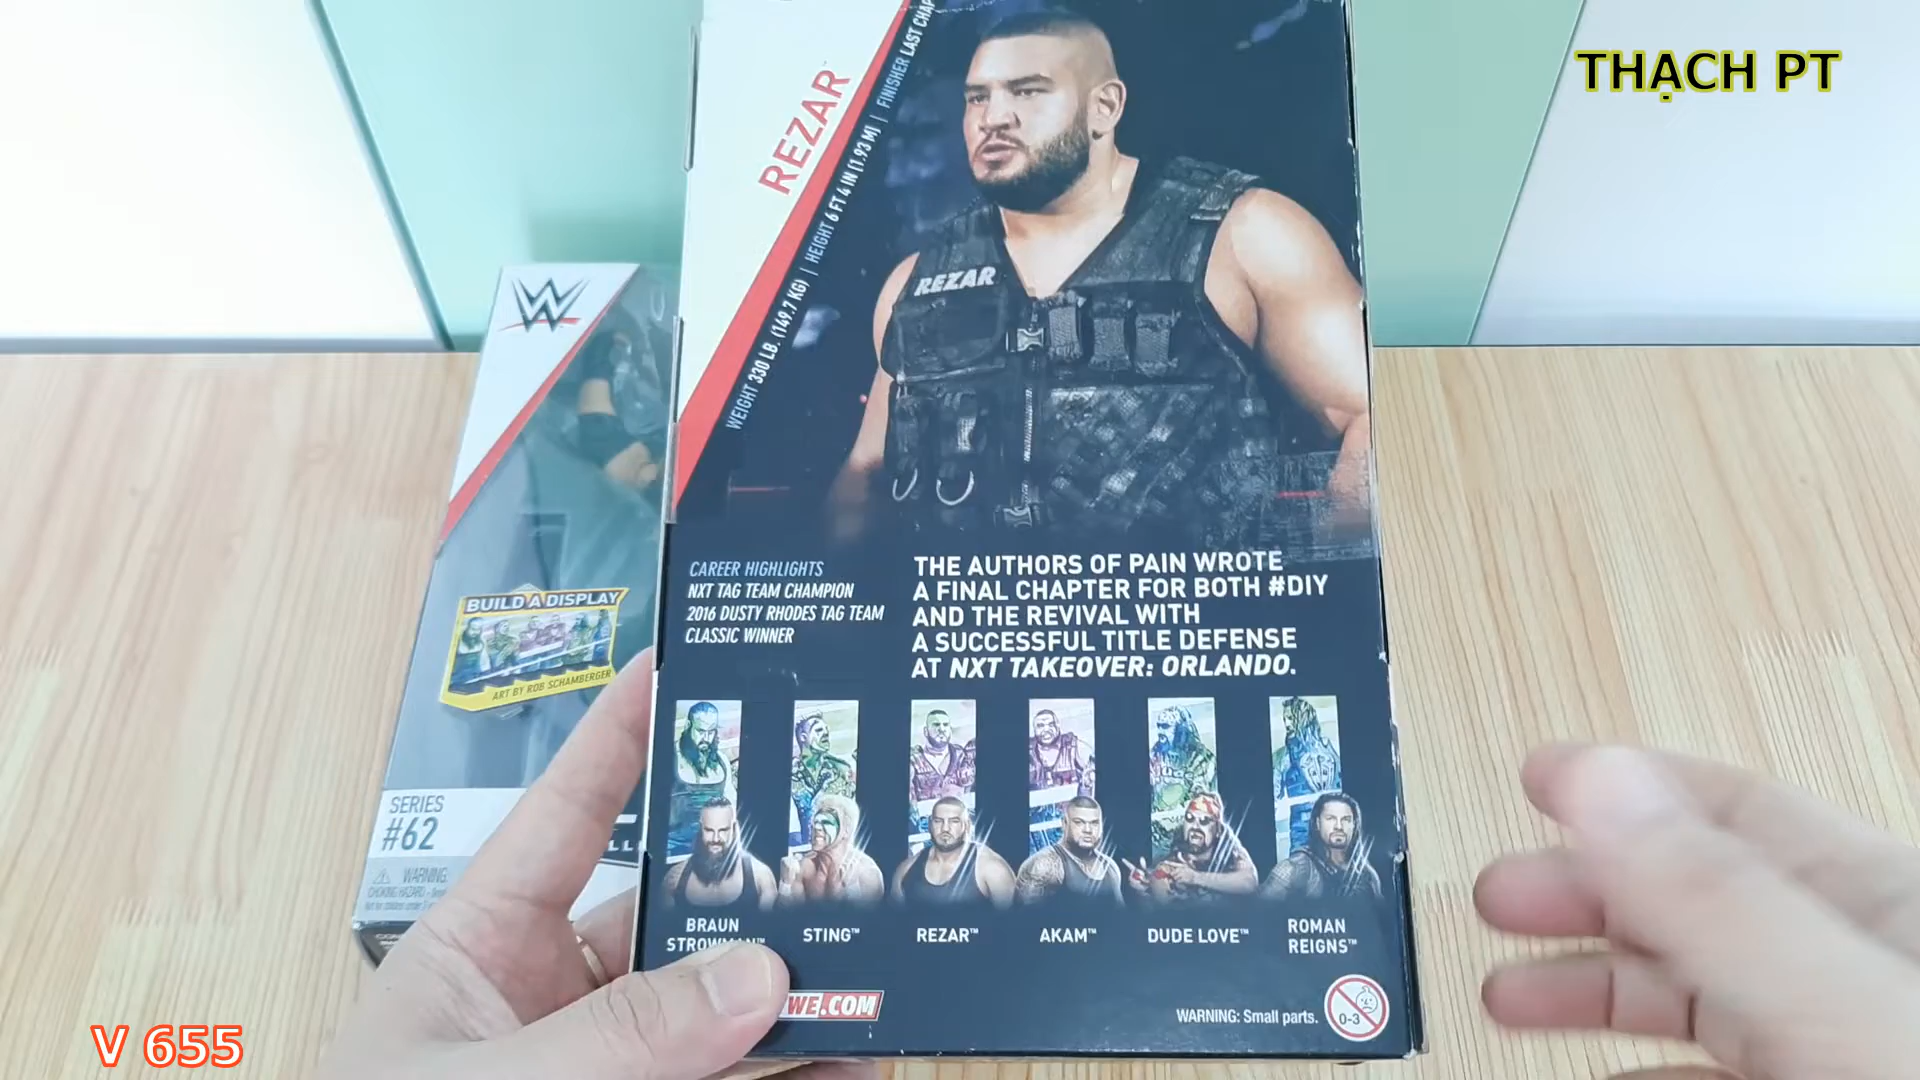 THẠCH PT
REZAR
WEIGHT 330 LB. (149.7 KG) | HEIGHT 6 FT 4 IN (1.93 M) | FINISHER LAST
REZAR
W
CAREER HIGHLIGHTS
NXT TAG TEAM CHAMPION
2016 DUSTY RHODES TAG TEAM
CLASSIC WINNER
THE AUTHORS OF PAIN WROTE
A FINAL CHAPTER FOR BOTH #DIY
AND THE REVIVAL WITH
A SUCCESSFUL TITLE DEFENSE
AT NXT TAKEOVER: ORLANDO.
BUILD A DISPLAY
ART BY ROB SCHAMBERGER
SERIES
#62
WARNING:
CHOKING HAZARD
BRAUN
STROWMAN™
STING™
REZAR™
AKAM™
DUDE LOVE™
ROMAN
REIGNS™
WE.COM
WARNING: Small parts.
0-3
V 655